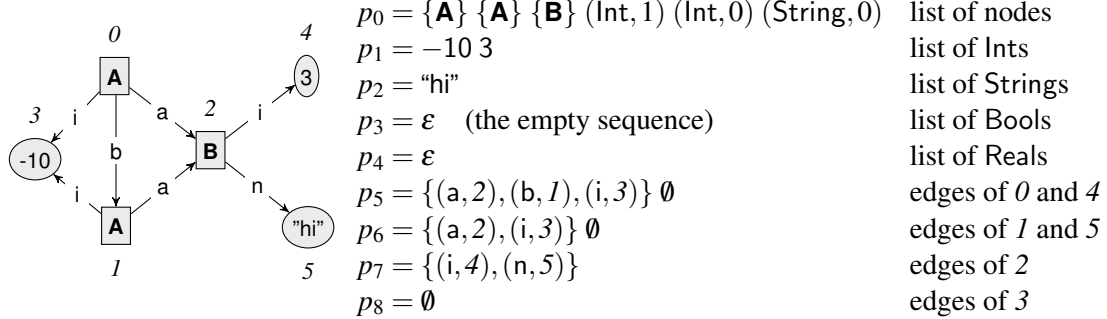 0
A
3
i
a
-10
b
i
a
A
1
2
B
i
n
4
3
"hi"
5
p₀ = {A} {A} {B} (Int, 1) (Int, 0) (String, 0) list of nodes
p₁ = −10 3 list of Ints
p₂ = “hi” list of Strings
p₃ = ε (the empty sequence) list of Bools
p₄ = ε list of Reals
p₅ = {(a, 2), (b, 1), (i, 3)} ∅ edges of 0 and 4
p₆ = {(a, 2), (i, 3)} ∅ edges of 1 and 5
p₇ = {(i, 4), (n, 5)} edges of 2
p₈ = ∅ edges of 3